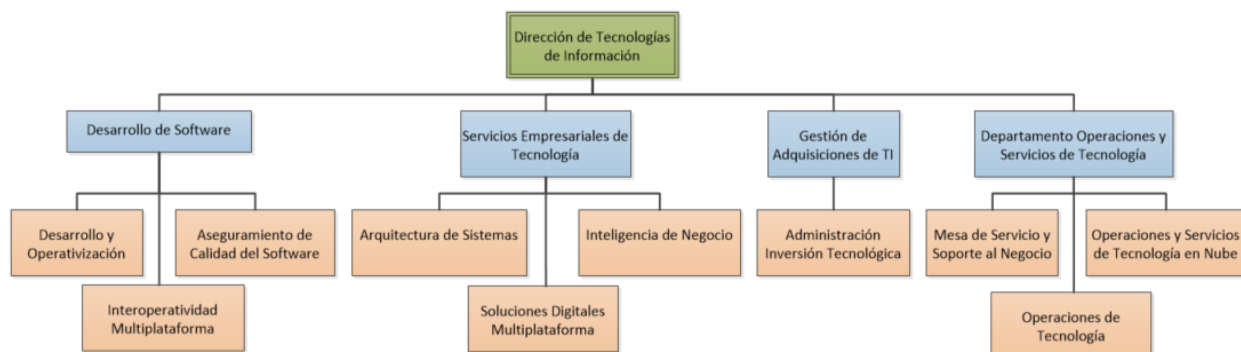 Dirección de Tecnologías
de Información
Desarrollo de Software
Servicios Empresariales de
Tecnología
Gestión de
Adquisiciones de TI
Departamento Operaciones y
Servicios de Tecnología
Desarrollo y
Operativización
Aseguramiento de
Calidad del Software
Interoperatividad
Multiplataforma
Arquitectura de Sistemas
Inteligencia de Negocio
Soluciones Digitales
Multiplataforma
Administración
Inversión Tecnológica
Mesa de Servicio y
Soporte al Negocio
Operaciones y Servicios
de Tecnología en Nube
Operaciones de
Tecnología